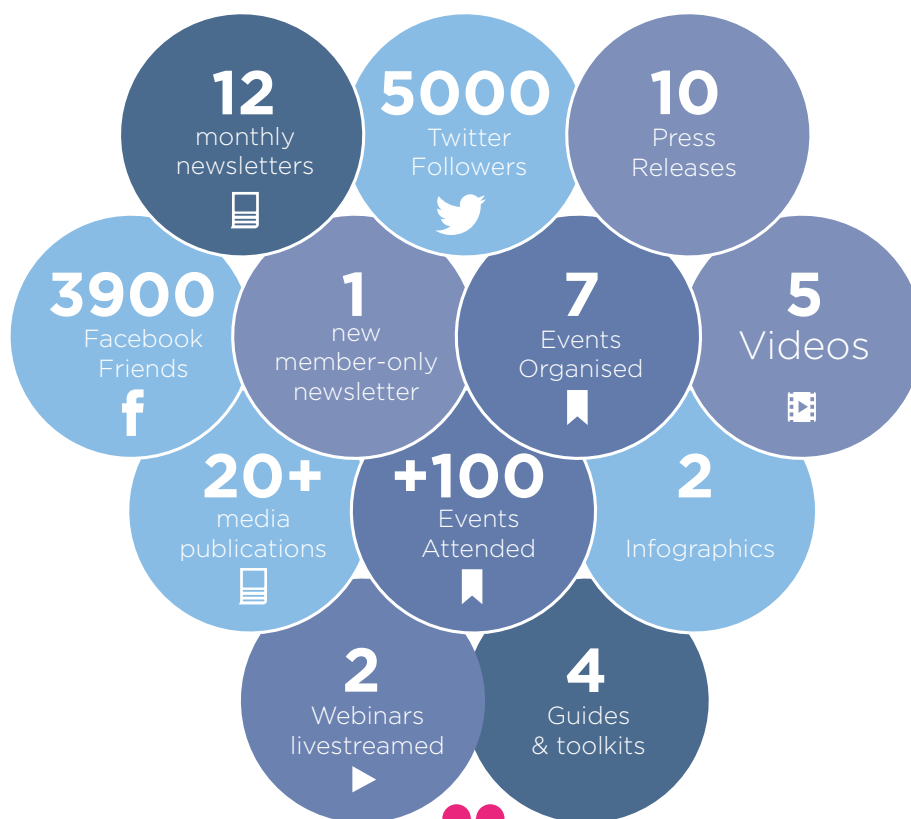 12
monthly
newsletters
5000
Twitter
Followers
10
Press
Releases
3900
Facebook
Friends
1
new
member-only
newsletter
7
Events
Organised
5
Videos
20+
media
publications
+100
Events
Attended
2
Infographics
2
Webinars
livestreamed
4
Guides
& toolkits